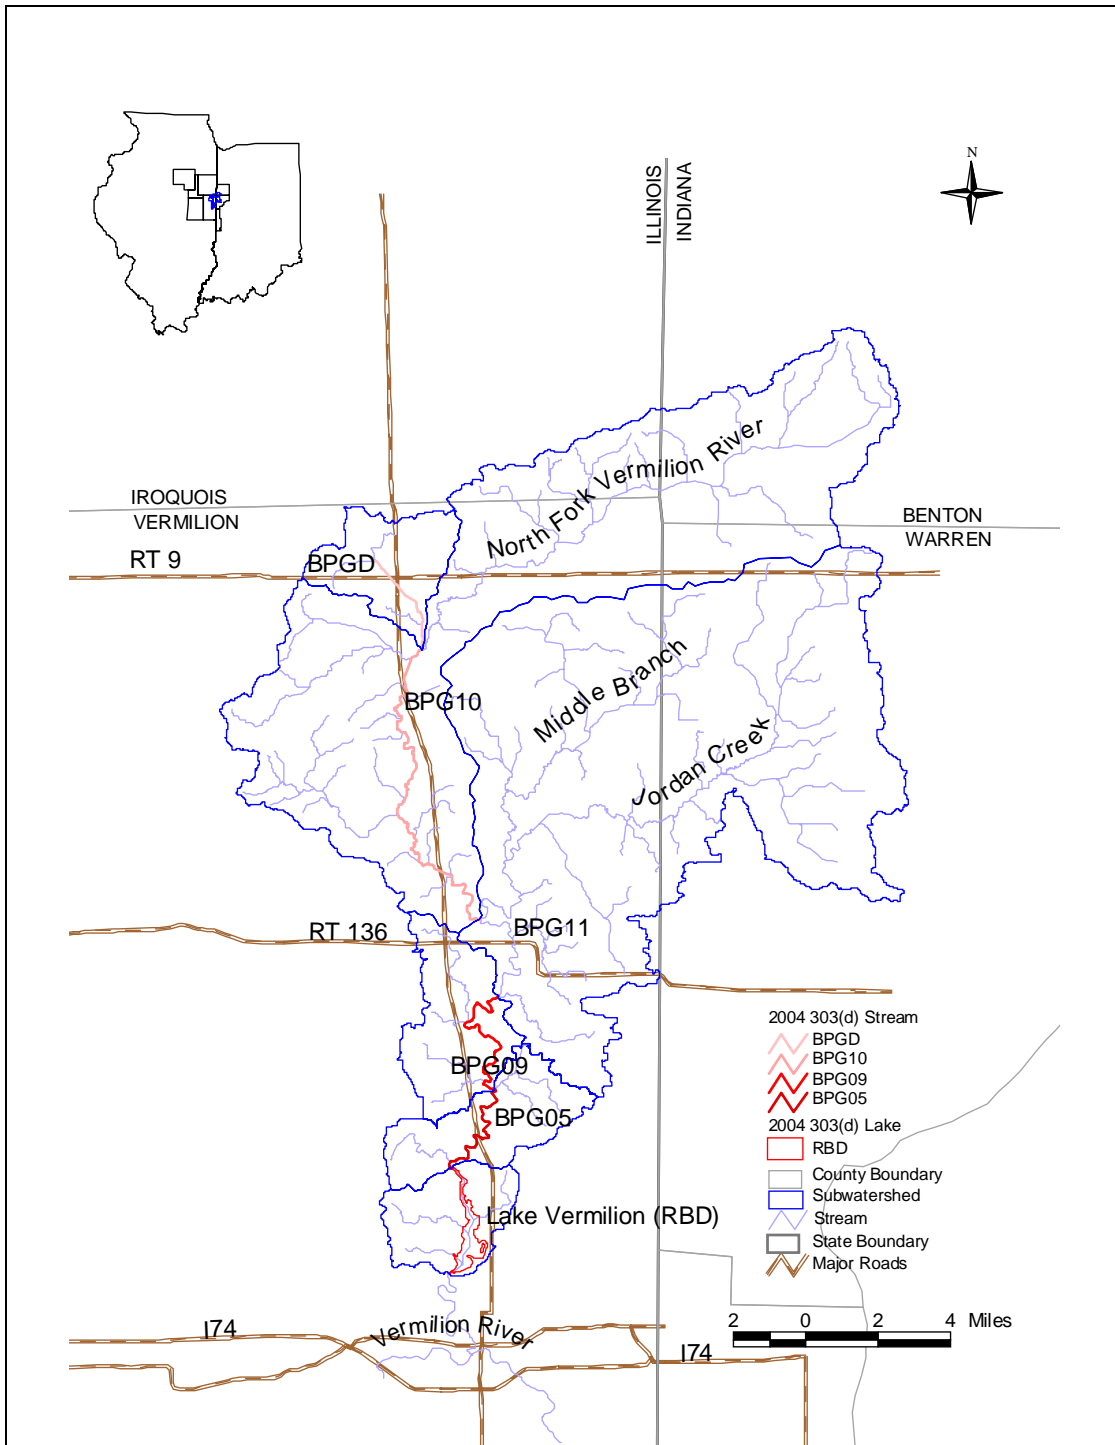 N
ILLINOIS
INDIANA
North Fork Vermilion River
IROQUOIS
VERMILION
BENTON
WARREN
RT 9
BPGD
Middle Branch
BPG10
Jordan Creek
RT 136
BPG11
BPG09
BPG05
Lake Vermilion (RBD)
2004 303(d) Stream
BPGD
BPG10
BPG09
BPG05
2004 303(d) Lake
RBD
County Boundary
Subwatershed
Stream
State Boundary
Major Roads
2 0 2 4 Miles
I74
Vermilion River
I74